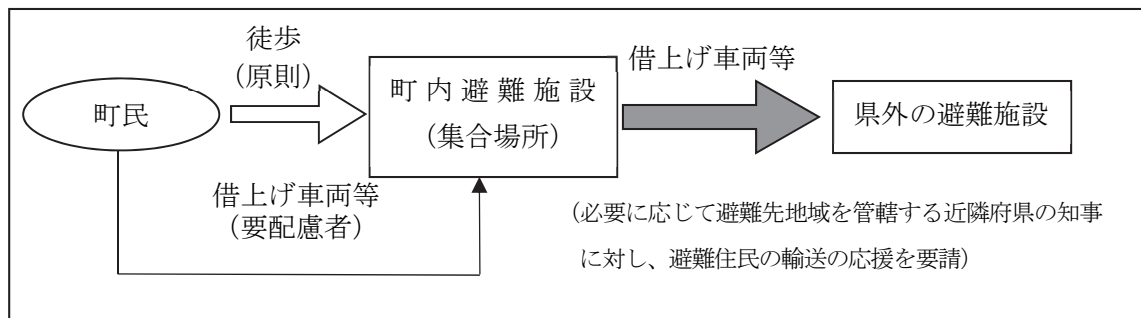 徒歩
(原則)
町民
町内避難施設
(集合場所)
借上げ車両等
県外の避難施設
借上げ車両等
(要配慮者)
(必要に応じて避難先地域を管轄する近隣府県の知事
に対し、避難住民の輸送の応援を要請)